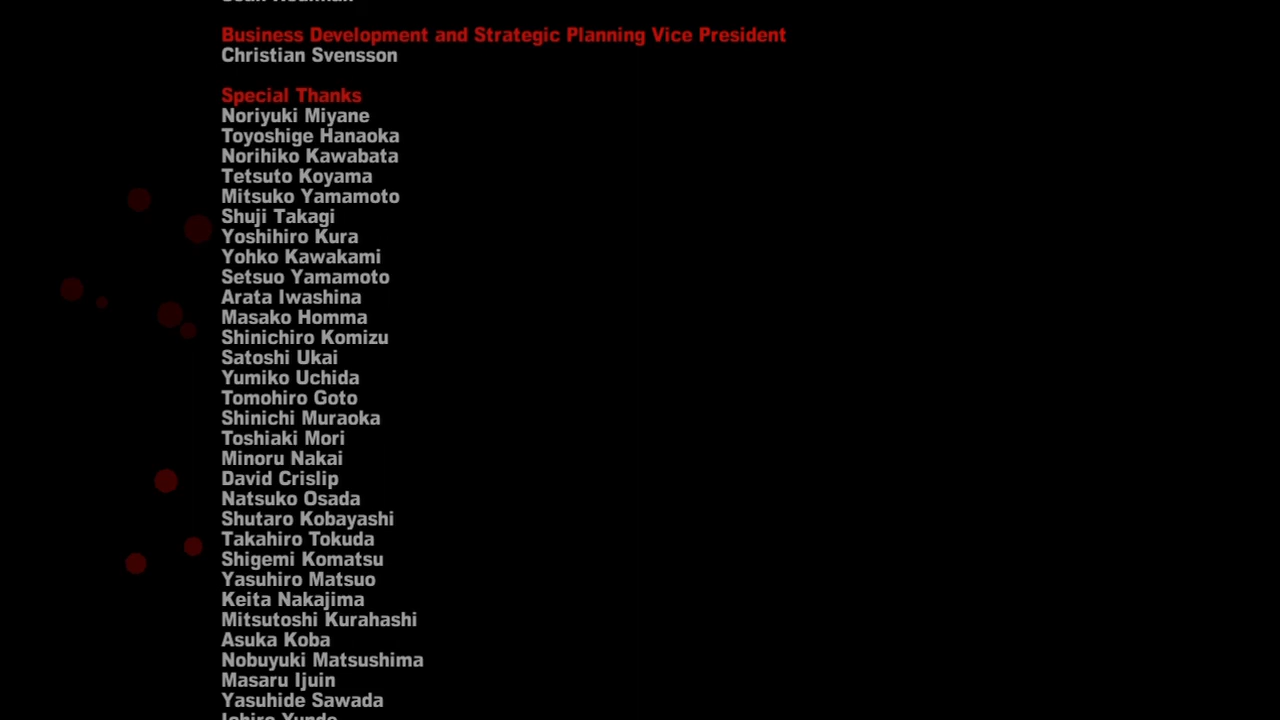 Business Development and Strategic Planning Vice President
Christian Svensson
Special Thanks
Noriyuki Miyane
Toyoshige Hanaoka
Norihiko Kawabata
Tetsuto Koyama
Mitsuko Yamamoto
Shuji Takagi
Yoshihiro Kura
Yohko Kawakami
Setsuo Yamamoto
Arata Iwashina
Masako Homma
Shinichiro Komizu
Satoshi Ukai
Yumiko Uchida
Tomohiro Goto
Shinichi Muraoka
Toshiaki Mori
Minoru Nakai
David Crislip
Natsuko Osada
Shutaro Kobayashi
Takahiro Tokuda
Shigemi Komatsu
Yasuhiro Matsuo
Keita Nakajima
Mitsutoshi Kurahashi
Asuka Koba
Nobuyuki Matsushima
Masaru Ijuin
Yasuhide Sawada